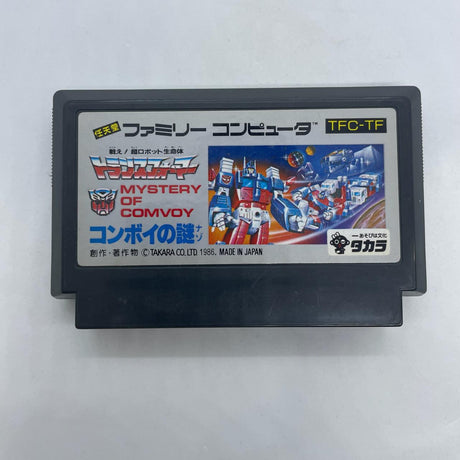 任天堂 ファミリー コンピュータ™ TFC-TF
戦え!超ロボット生命体
トランスフォーマー
MYSTERY
OF
COMVOY
コンボイの謎
ナゾ
創作・著作物 ©TAKARA CO.,LTD.1986. MADE IN JAPAN
あそびは文化
タカラ